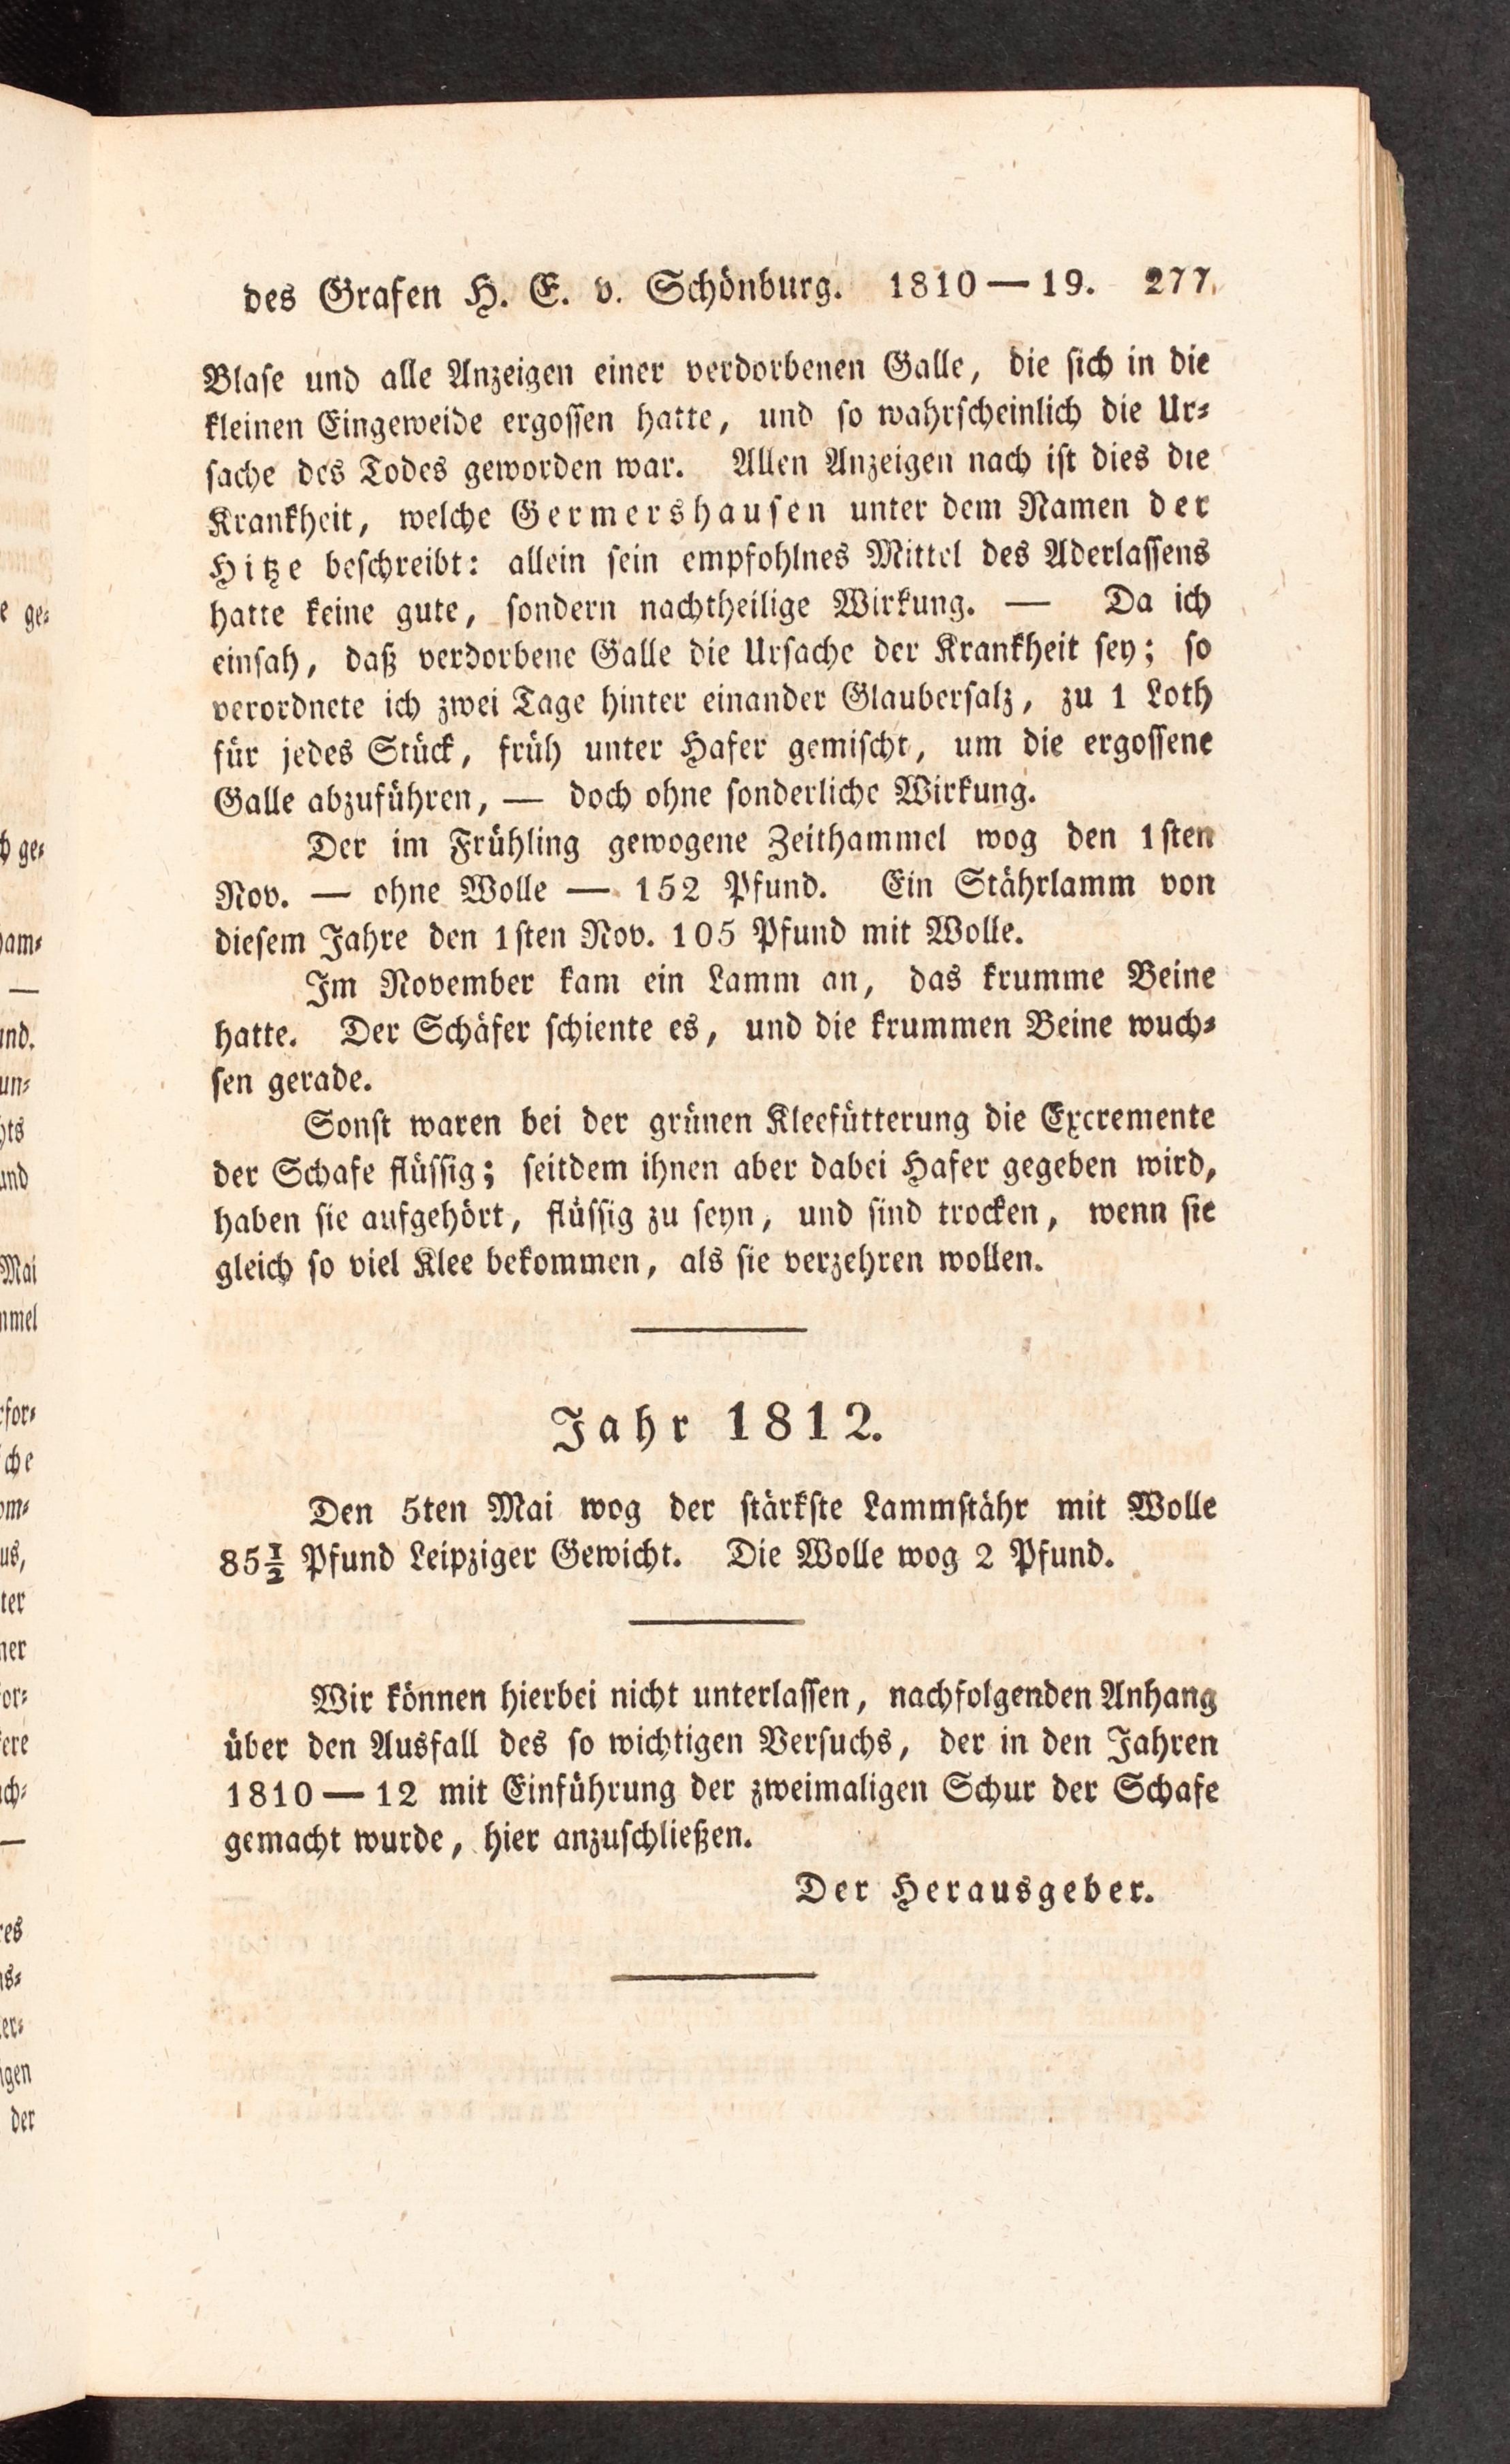 des Grafen H. E. v. Schönburg. 1810 — 19. 277.
Blase und alle Anzeigen einer verdorbenen Galle, die sich in die
kleinen Eingeweide ergossen hatte, und so wahrscheinlich die Ur-
sache des Todes geworden war. Allen Anzeigen nach ist dies die
Krankheit, welche Germershausen unter dem Namen der
Hitze beschreibt: allein sein empfohlnes Mittel des Aderlassens
hatte keine gute, sondern nachtheilige Wirkung. — Da ich
einsah, daß verdorbene Galle die Ursache der Krankheit sey; so
verordnete ich zwei Tage hinter einander Glaubersalz, zu 1 Loth
für jedes Stück, früh unter Hafer gemischt, um die ergossene
Galle abzuführen, — doch ohne sonderliche Wirkung.
Der im Frühling gewogene Zeithammel wog den 1sten
Nov. — ohne Wolle — 152 Pfund. Ein Stährlamm von
diesem Jahre den 1sten Nov. 105 Pfund mit Wolle.
Im November kam ein Lamm an, das krumme Beine
hatte. Der Schäfer schiente es, und die krummen Beine wuch-
sen gerade.
Sonst waren bei der grünen Kleefütterung die Excremente
der Schafe flüssig; seitdem ihnen aber dabei Hafer gegeben wird,
haben sie aufgehört, flüssig zu seyn, und sind trocken, wenn sie
gleich so viel Klee bekommen, als sie verzehren wollen.
Jahr 1812.
Den 5ten Mai wog der stärkste Lammstähr mit Wolle
85½ Pfund Leipziger Gewicht. Die Wolle wog 2 Pfund.
Wir können hierbei nicht unterlassen, nachfolgenden Anhang
über den Ausfall des so wichtigen Versuchs, der in den Jahren
1810 — 12 mit Einführung der zweimaligen Schur der Schafe
gemacht wurde, hier anzuschließen.
Der Herausgeber.